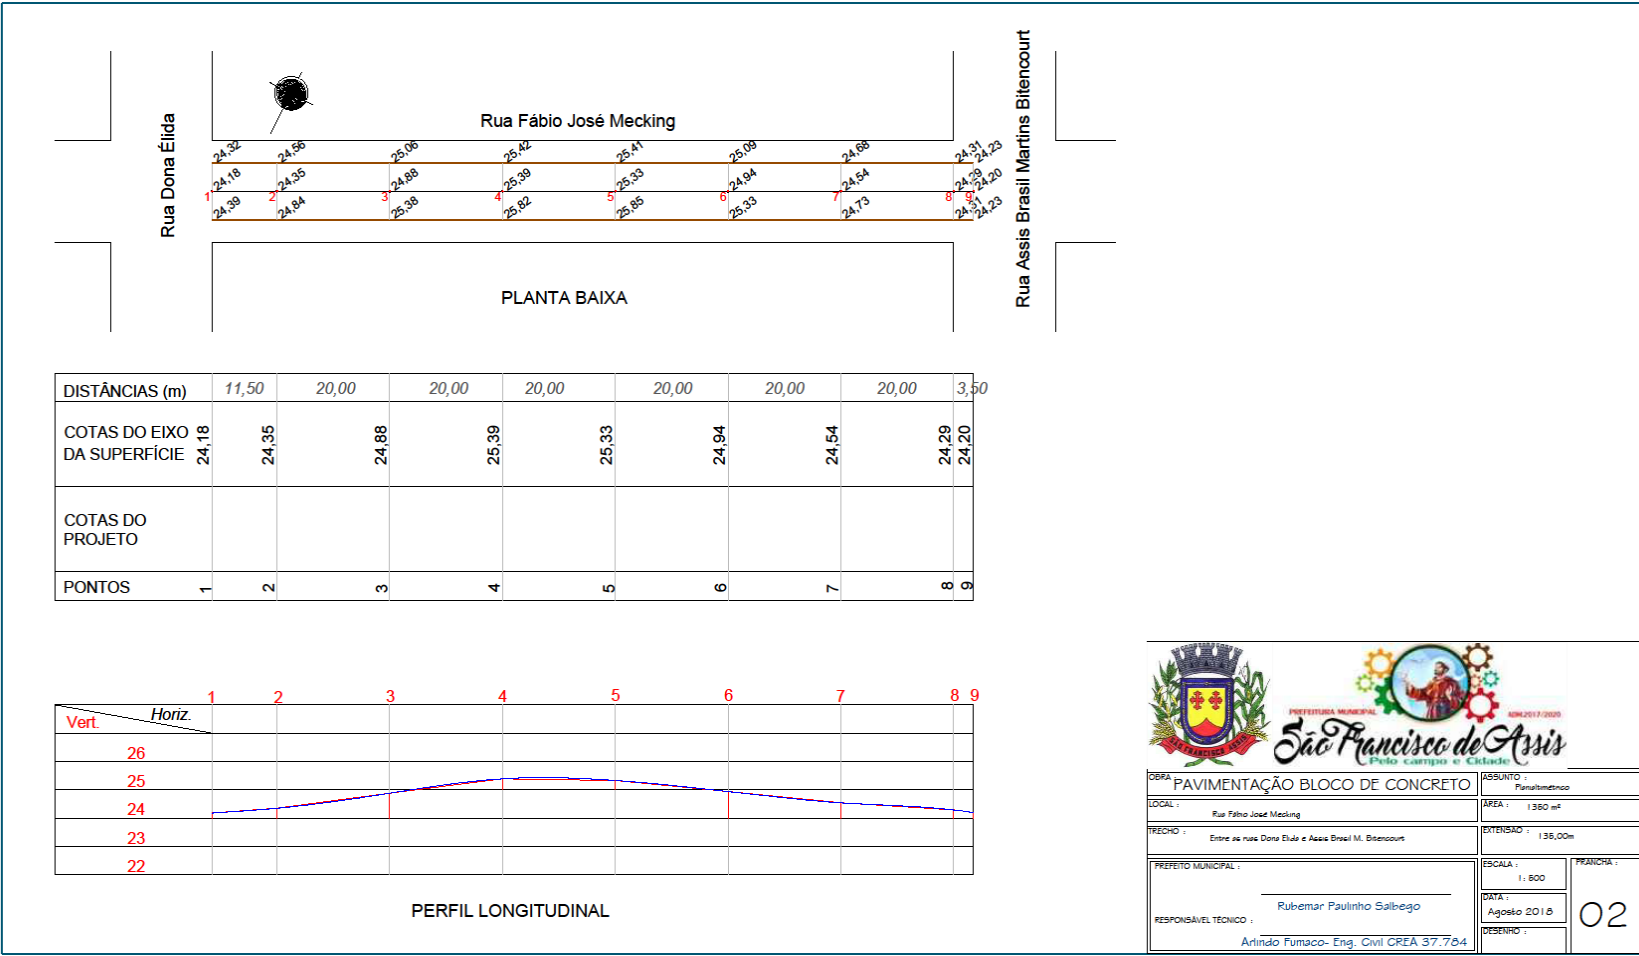 Rua Dona Élida
Rua Fábio José Mecking
Rua Assis Brasil Martins Bitencourt
24,32 24,56 25,06 25,42 25,41 25,09 24,68 24,31 24,23
24,18 24,35 24,88 25,39 25,33 24,94 24,54 24,29 24,20
1 2 3 4 5 6 7 8 9
24,39 24,84 25,38 25,82 25,85 25,33 24,73 24,31 24,23
PLANTA BAIXA
DISTÂNCIAS (m) 11,50 20,00 20,00 20,00 20,00 20,00 20,00 3,50
COTAS DO EIXO
DA SUPERFÍCIE 24,18 24,35 24,88 25,39 25,33 24,94 24,54 24,29 24,20
COTAS DO
PROJETO
PONTOS 1 2 3 4 5 6 7 8 9
1 2 3 4 5 6 7 8 9
Vert. Horiz.
26
25
24
23
22
PERFIL LONGITUDINAL
SÃO FRANCISCO ASSIS
PREFEITURA MUNICIPAL ADM.2017/2020
São Francisco de Assis
Pelo campo e Cidade
OBRA : PAVIMENTAÇÃO BLOCO DE CONCRETO
ASSUNTO :
Planialtimétrico
LOCAL :
Rua Fábio José Mecking
ÁREA : 1350 m²
TRECHO :
Entre as ruas Dona Élida e Assis Brasil M. Bitencourt
EXTENSÃO : 135,00m
PREFEITO MUNICIPAL :
Rubemar Paulinho Salbego
RESPONSÁVEL TÉCNICO :
Arlindo Fumaco- Eng. Civil CREA 37.784
ESCALA :
1: 500
DATA :
Agosto 2018
DESENHO :
PRANCHA :
02